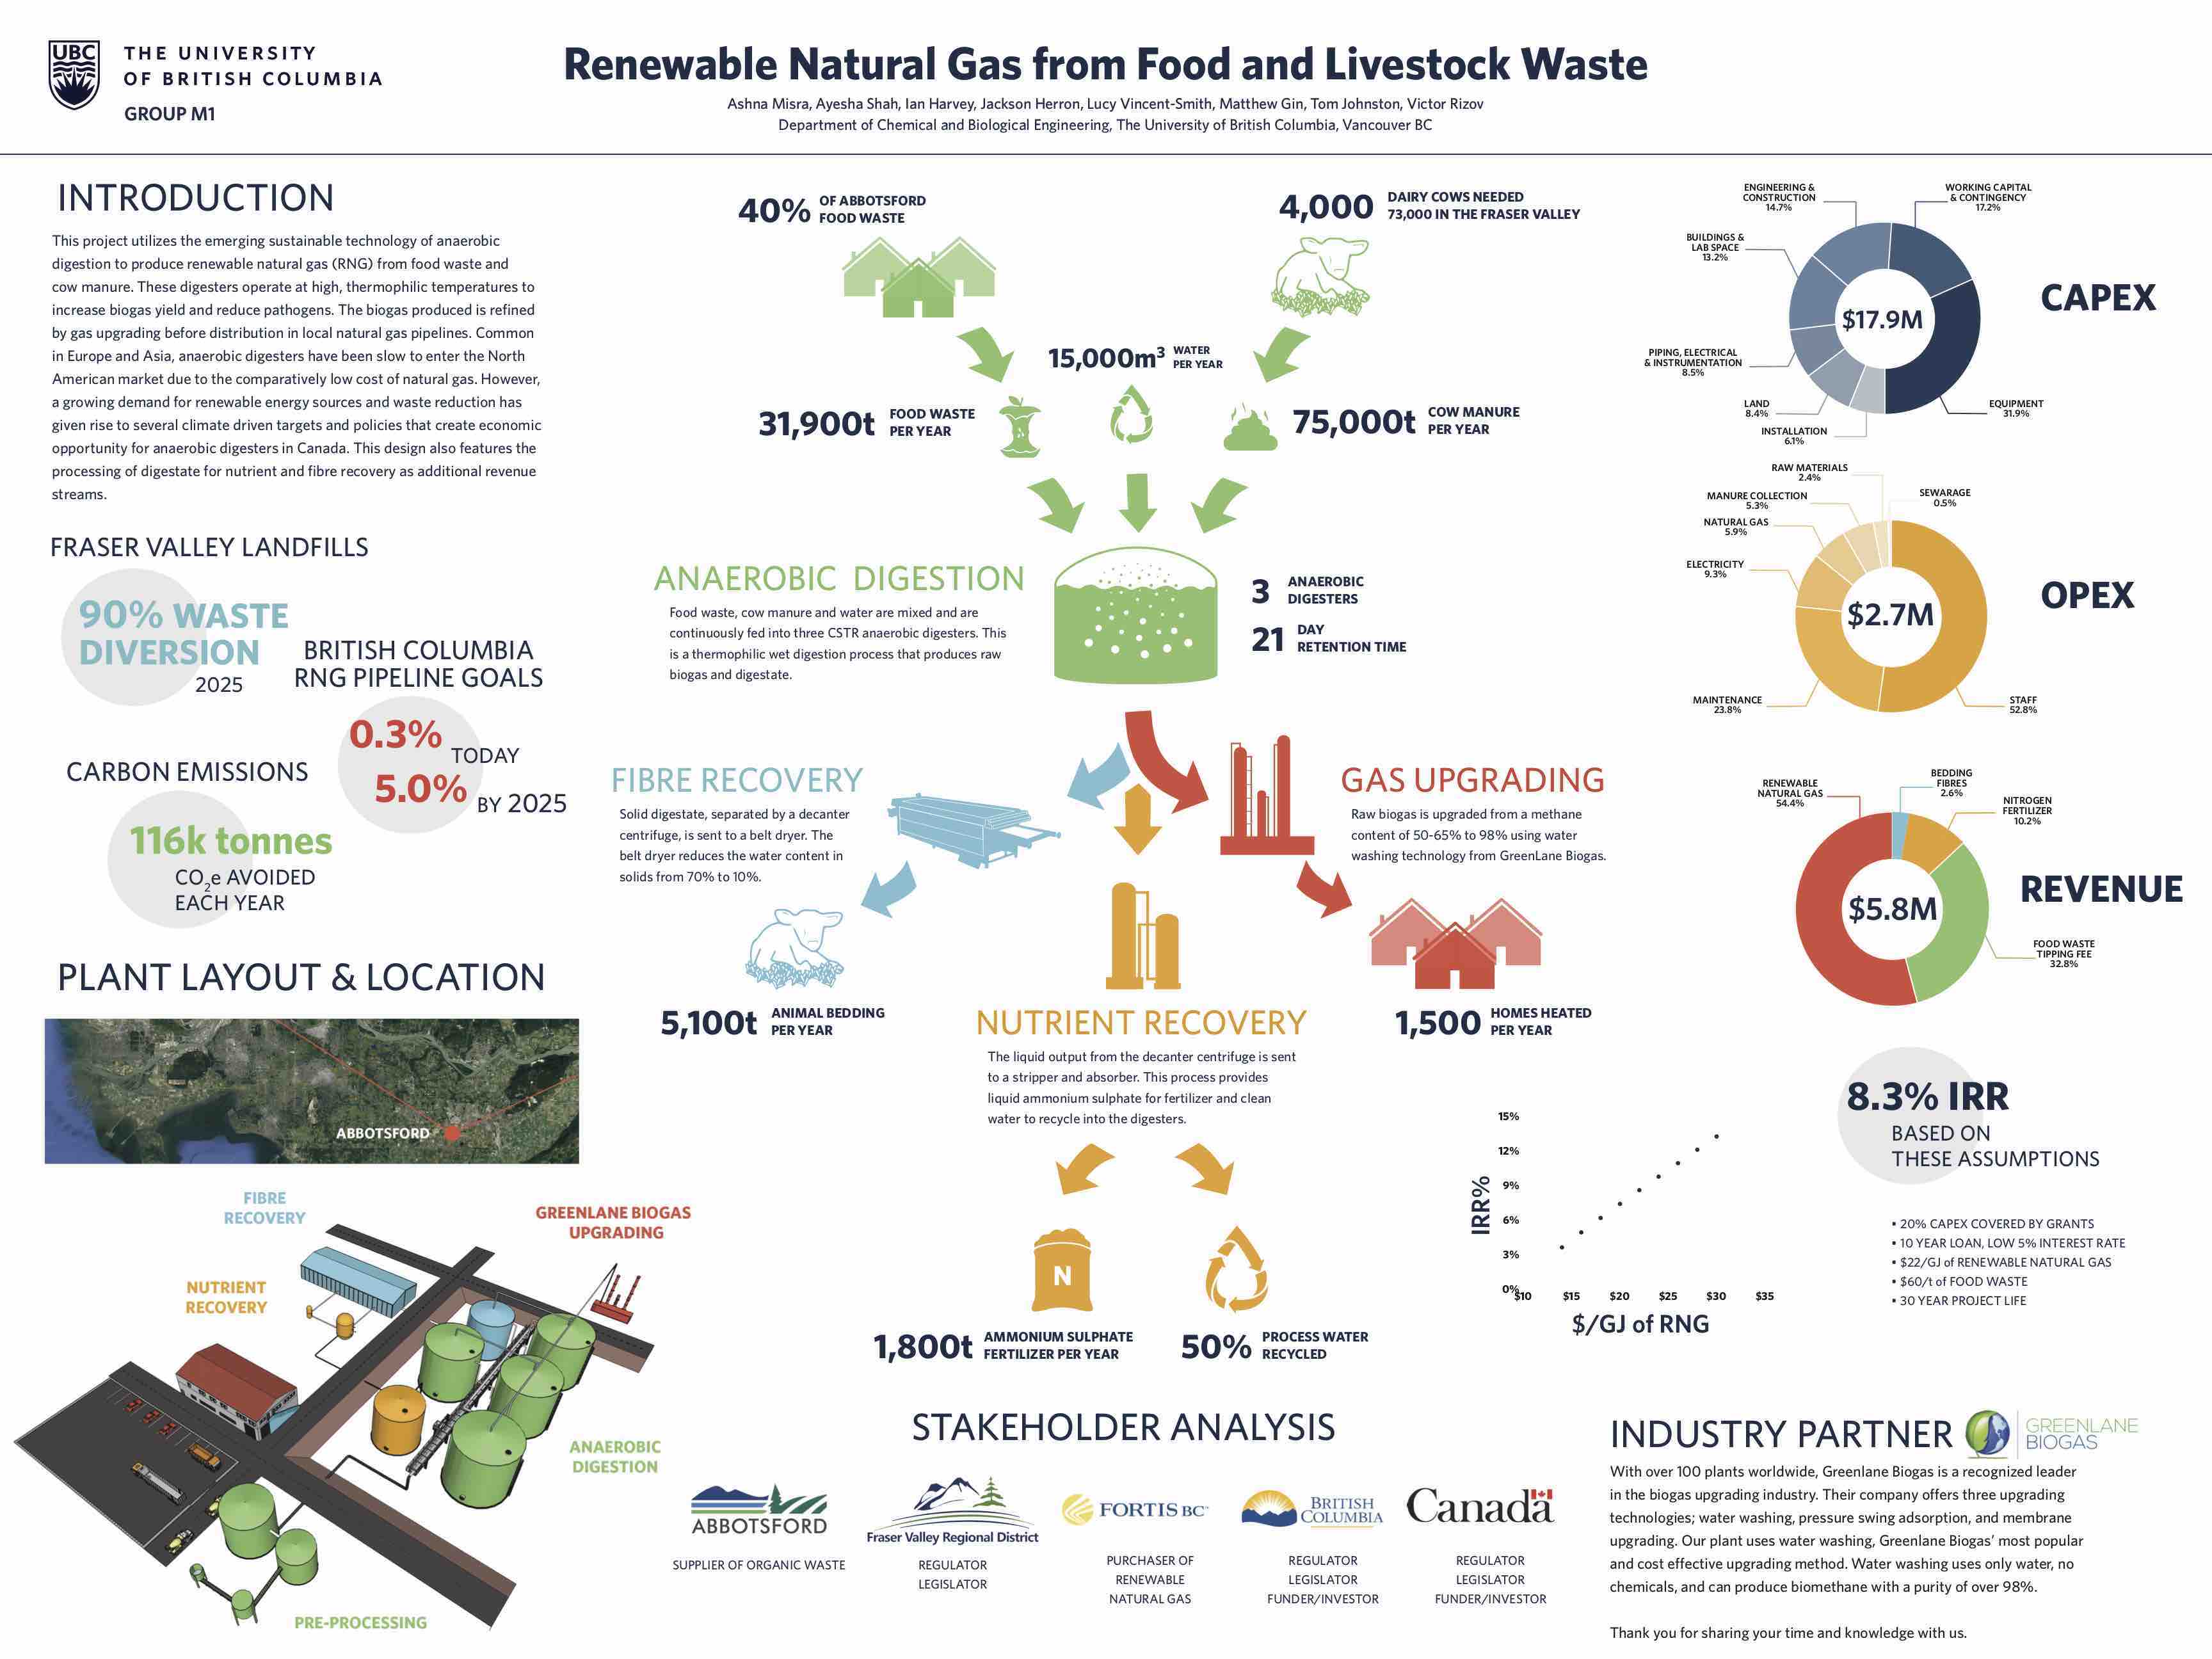 UBC
THE UNIVERSITY
OF BRITISH COLUMBIA
GROUP M1
Renewable Natural Gas from Food and Livestock Waste
Ashna Misra, Ayesha Shah, Ian Harvey, Jackson Herron, Lucy Vincent-Smith, Matthew Gin, Tom Johnston, Victor Rizov
Department of Chemical and Biological Engineering, The University of British Columbia, Vancouver BC
INTRODUCTION
This project utilizes the emerging sustainable technology of anaerobic
digestion to produce renewable natural gas (RNG) from food waste and
cow manure. These digesters operate at high, thermophilic temperatures to
increase biogas yield and reduce pathogens. The biogas produced is refined
by gas upgrading before distribution in local natural gas pipelines. Common
in Europe and Asia, anaerobic digesters have been slow to enter the North
American market due to the comparatively low cost of natural gas. However,
a growing demand for renewable energy sources and waste reduction has
given rise to several climate driven targets and policies that create economic
opportunity for anaerobic digesters in Canada. This design also features the
processing of digestate for nutrient and fibre recovery as additional revenue
streams.
FRASER VALLEY LANDFILLS
90% WASTE
DIVERSION
2025
BRITISH COLUMBIA
RNG PIPELINE GOALS
0.3% TODAY
5.0% BY 2025
CARBON EMISSIONS
116k tonnes
CO2e AVOIDED
EACH YEAR
PLANT LAYOUT & LOCATION
ABBOTSFORD
FIBRE
RECOVERY
GREENLANE BIOGAS
UPGRADING
NUTRIENT
RECOVERY
ANAEROBIC
DIGESTION
PRE-PROCESSING
40% OF ABBOTSFORD
FOOD WASTE
4,000 DAIRY COWS NEEDED
73,000 IN THE FRASER VALLEY
15,000m3 WATER
PER YEAR
31,900t FOOD WASTE
PER YEAR
75,000t COW MANURE
PER YEAR
ANAEROBIC DIGESTION
Food waste, cow manure and water are mixed and are
continuously fed into three CSTR anaerobic digesters. This
is a thermophilic wet digestion process that produces raw
biogas and digestate.
3 ANAEROBIC
DIGESTERS
21 DAY
RETENTION TIME
FIBRE RECOVERY
Solid digestate, separated by a decanter
centrifuge, is sent to a belt dryer. The
belt dryer reduces the water content in
solids from 70% to 10%.
GAS UPGRADING
Raw biogas is upgraded from a methane
content of 50-65% to 98% using water
washing technology from GreenLane Biogas.
5,100t ANIMAL BEDDING
PER YEAR
NUTRIENT RECOVERY
The liquid output from the decanter centrifuge is sent
to a stripper and absorber. This process provides
liquid ammonium sulphate for fertilizer and clean
water to recycle into the digesters.
1,500 HOMES HEATED
PER YEAR
N
1,800t AMMONIUM SULPHATE
FERTILIZER PER YEAR
50% PROCESS WATER
RECYCLED
ENGINEERING &
CONSTRUCTION
14.7%
WORKING CAPITAL
& CONTINGENCY
17.2%
BUILDINGS &
LAB SPACE
13.2%
$17.9M
CAPEX
PIPING, ELECTRICAL
& INSTRUMENTATION
8.5%
LAND
8.4%
EQUIPMENT
31.9%
INSTALLATION
6.1%
RAW MATERIALS
2.4%
MANURE COLLECTION
5.3%
SEWARAGE
0.5%
NATURAL GAS
5.9%
ELECTRICITY
9.3%
$2.7M
OPEX
MAINTENANCE
23.8%
STAFF
52.8%
RENEWABLE
NATURAL GAS
54.4%
BEDDING
FIBRES
2.6%
NITROGEN
FERTILIZER
10.2%
$5.8M
REVENUE
FOOD WASTE
TIPPING FEE
32.8%
8.3% IRR
BASED ON
THESE ASSUMPTIONS
• 20% CAPEX COVERED BY GRANTS
• 10 YEAR LOAN, LOW 5% INTEREST RATE
• $22/GJ of RENEWABLE NATURAL GAS
• $60/t of FOOD WASTE
• 30 YEAR PROJECT LIFE
15%
12%
9%
6%
3%
0%
IRR%
$10 $15 $20 $25 $30 $35
$/GJ of RNG
STAKEHOLDER ANALYSIS
ABBOTSFORD
SUPPLIER OF ORGANIC WASTE
Fraser Valley Regional District
REGULATOR
LEGISLATOR
FORTIS BC
PURCHASER OF
RENEWABLE
NATURAL GAS
BRITISH
COLUMBIA
REGULATOR
LEGISLATOR
FUNDER/INVESTOR
Canada
REGULATOR
LEGISLATOR
FUNDER/INVESTOR
INDUSTRY PARTNER
GREENLANE
BIOGAS
With over 100 plants worldwide, Greenlane Biogas is a recognized leader
in the biogas upgrading industry. Their company offers three upgrading
technologies; water washing, pressure swing adsorption, and membrane
upgrading. Our plant uses water washing, Greenlane Biogas’ most popular
and cost effective upgrading method. Water washing uses only water, no
chemicals, and can produce biomethane with a purity of over 98%.
Thank you for sharing your time and knowledge with us.